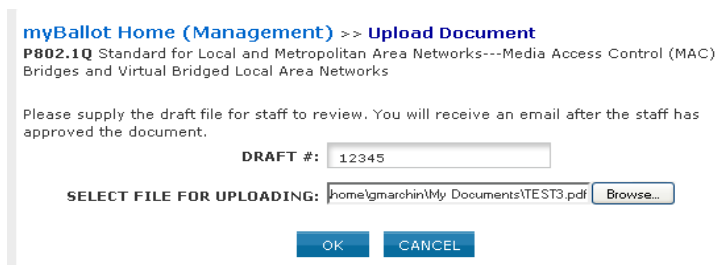 myBallot Home (Management) >> Upload Document
P802.1Q Standard for Local and Metropolitan Area Networks---Media Access Control (MAC)
Bridges and Virtual Bridged Local Area Networks
Please supply the draft file for staff to review. You will receive an email after the staff has
approved the document.
DRAFT #: 12345
SELECT FILE FOR UPLOADING: home\gmarchin\My Documents\TEST3.pdf Browse...
OK CANCEL